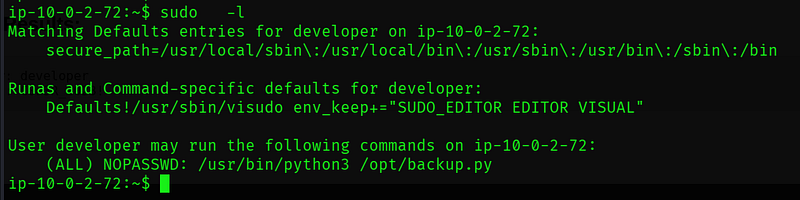 ip-10-0-2-72:~$ sudo   -l
Matching Defaults entries for developer on ip-10-0-2-72:
    secure_path=/usr/local/sbin\:/usr/local/bin\:/usr/sbin\:/usr/bin\:/sbin\:/bin

Runas and Command-specific defaults for developer:
    Defaults!/usr/sbin/visudo env_keep+="SUDO_EDITOR EDITOR VISUAL"

User developer may run the following commands on ip-10-0-2-72:
    (ALL) NOPASSWD: /usr/bin/python3 /opt/backup.py
ip-10-0-2-72:~$